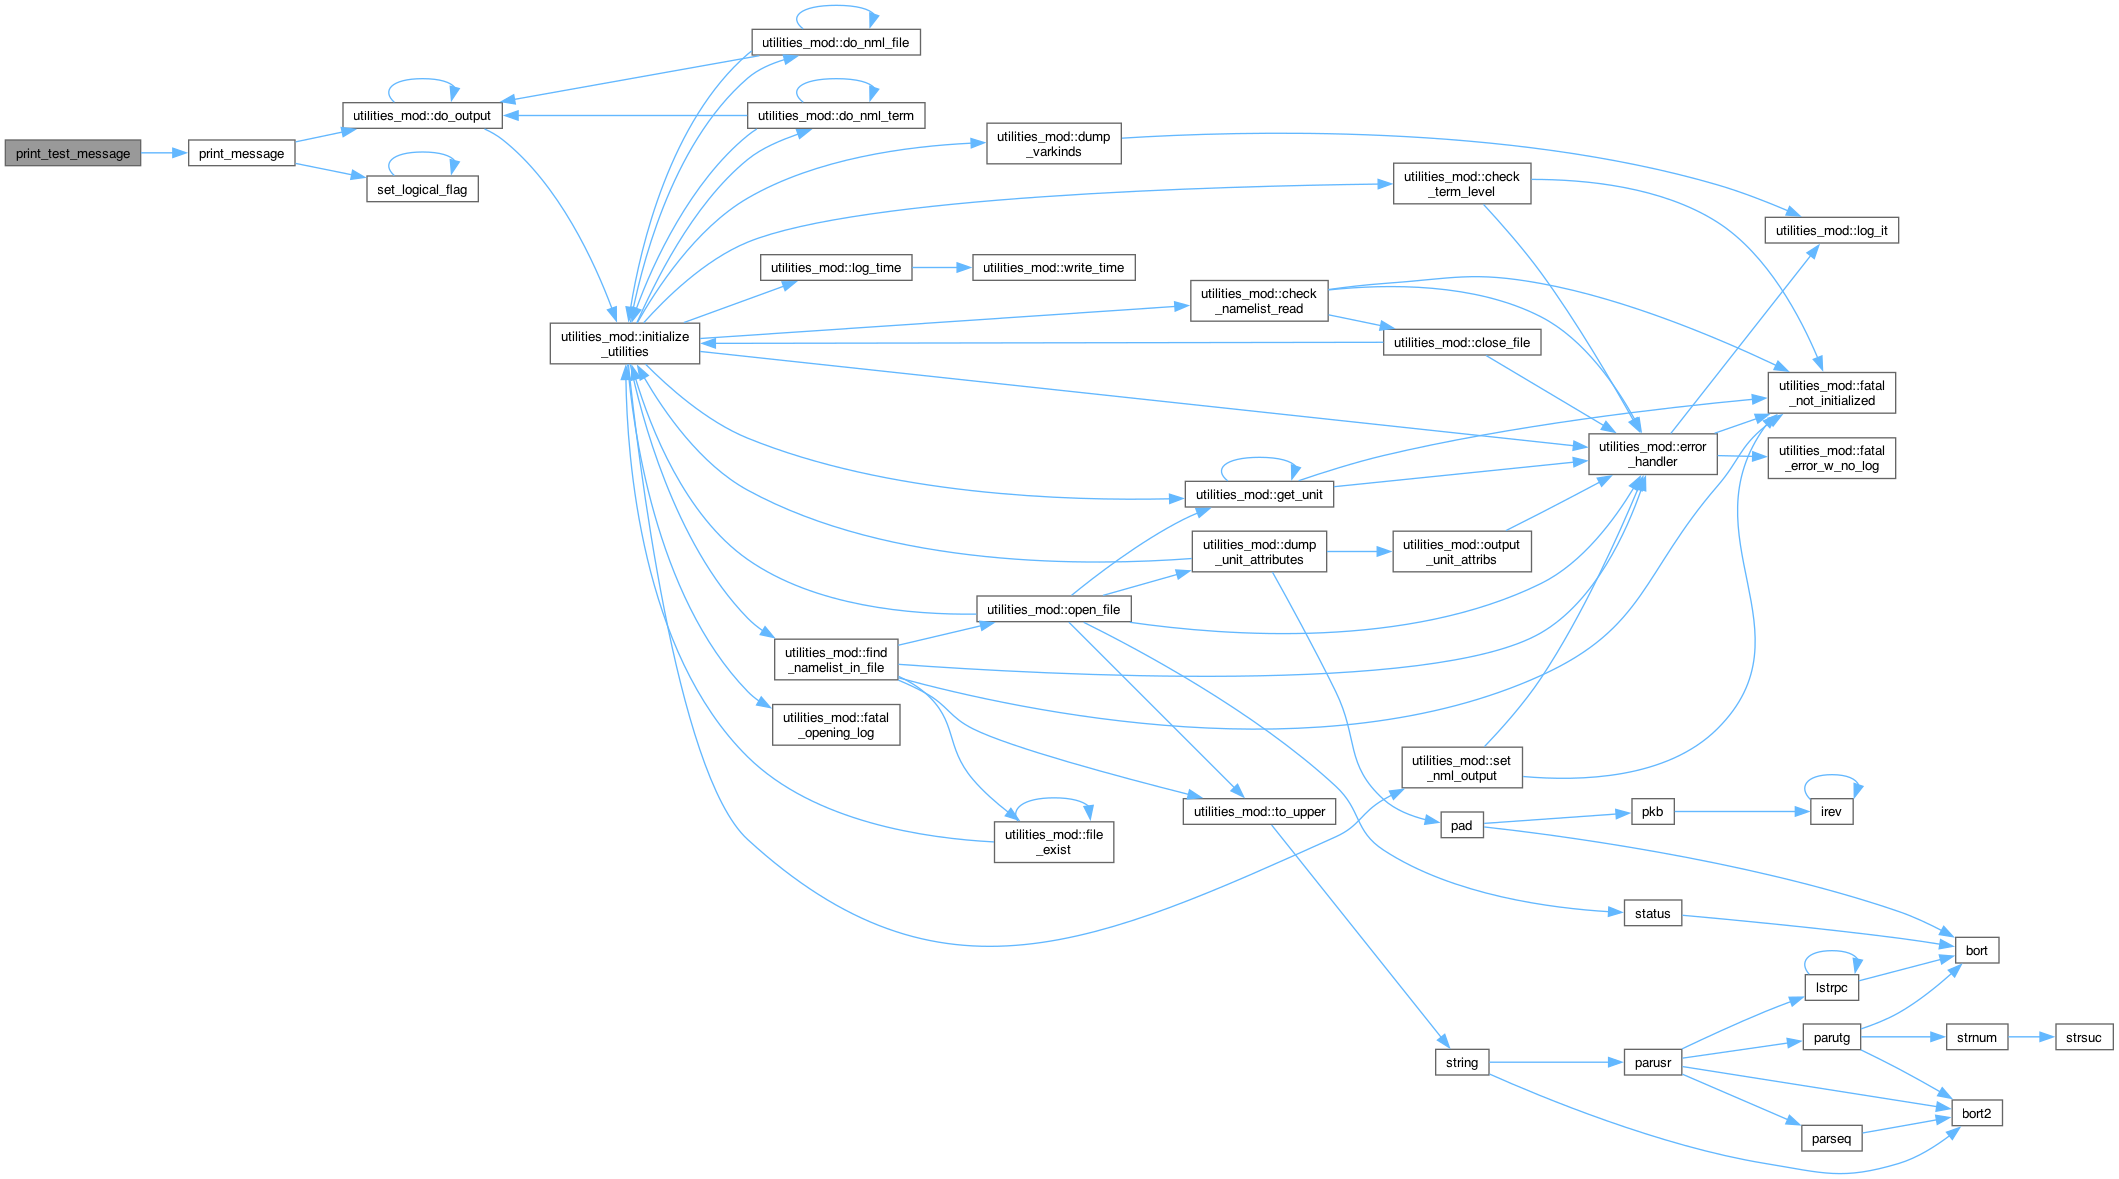 print_test_message
print_message
utilities_mod::do_output
set_logical_flag
utilities_mod::initialize
_utilities
utilities_mod::do_nml_file
utilities_mod::do_nml_term
utilities_mod::log_time
utilities_mod::find
_namelist_in_file
utilities_mod::fatal
_opening_log
utilities_mod::dump
_varkinds
utilities_mod::write_time
utilities_mod::open_file
utilities_mod::file
_exist
utilities_mod::check
_namelist_read
utilities_mod::get_unit
utilities_mod::dump
_unit_attributes
utilities_mod::to_upper
utilities_mod::check
_term_level
utilities_mod::close_file
utilities_mod::output
_unit_attribs
utilities_mod::set
_nml_output
pad
string
utilities_mod::error
_handler
pkb
status
parusr
utilities_mod::log_it
utilities_mod::fatal
_not_initialized
utilities_mod::fatal
_error_w_no_log
irev
lstrpc
parutg
parseq
bort
strnum
bort2
strsuc